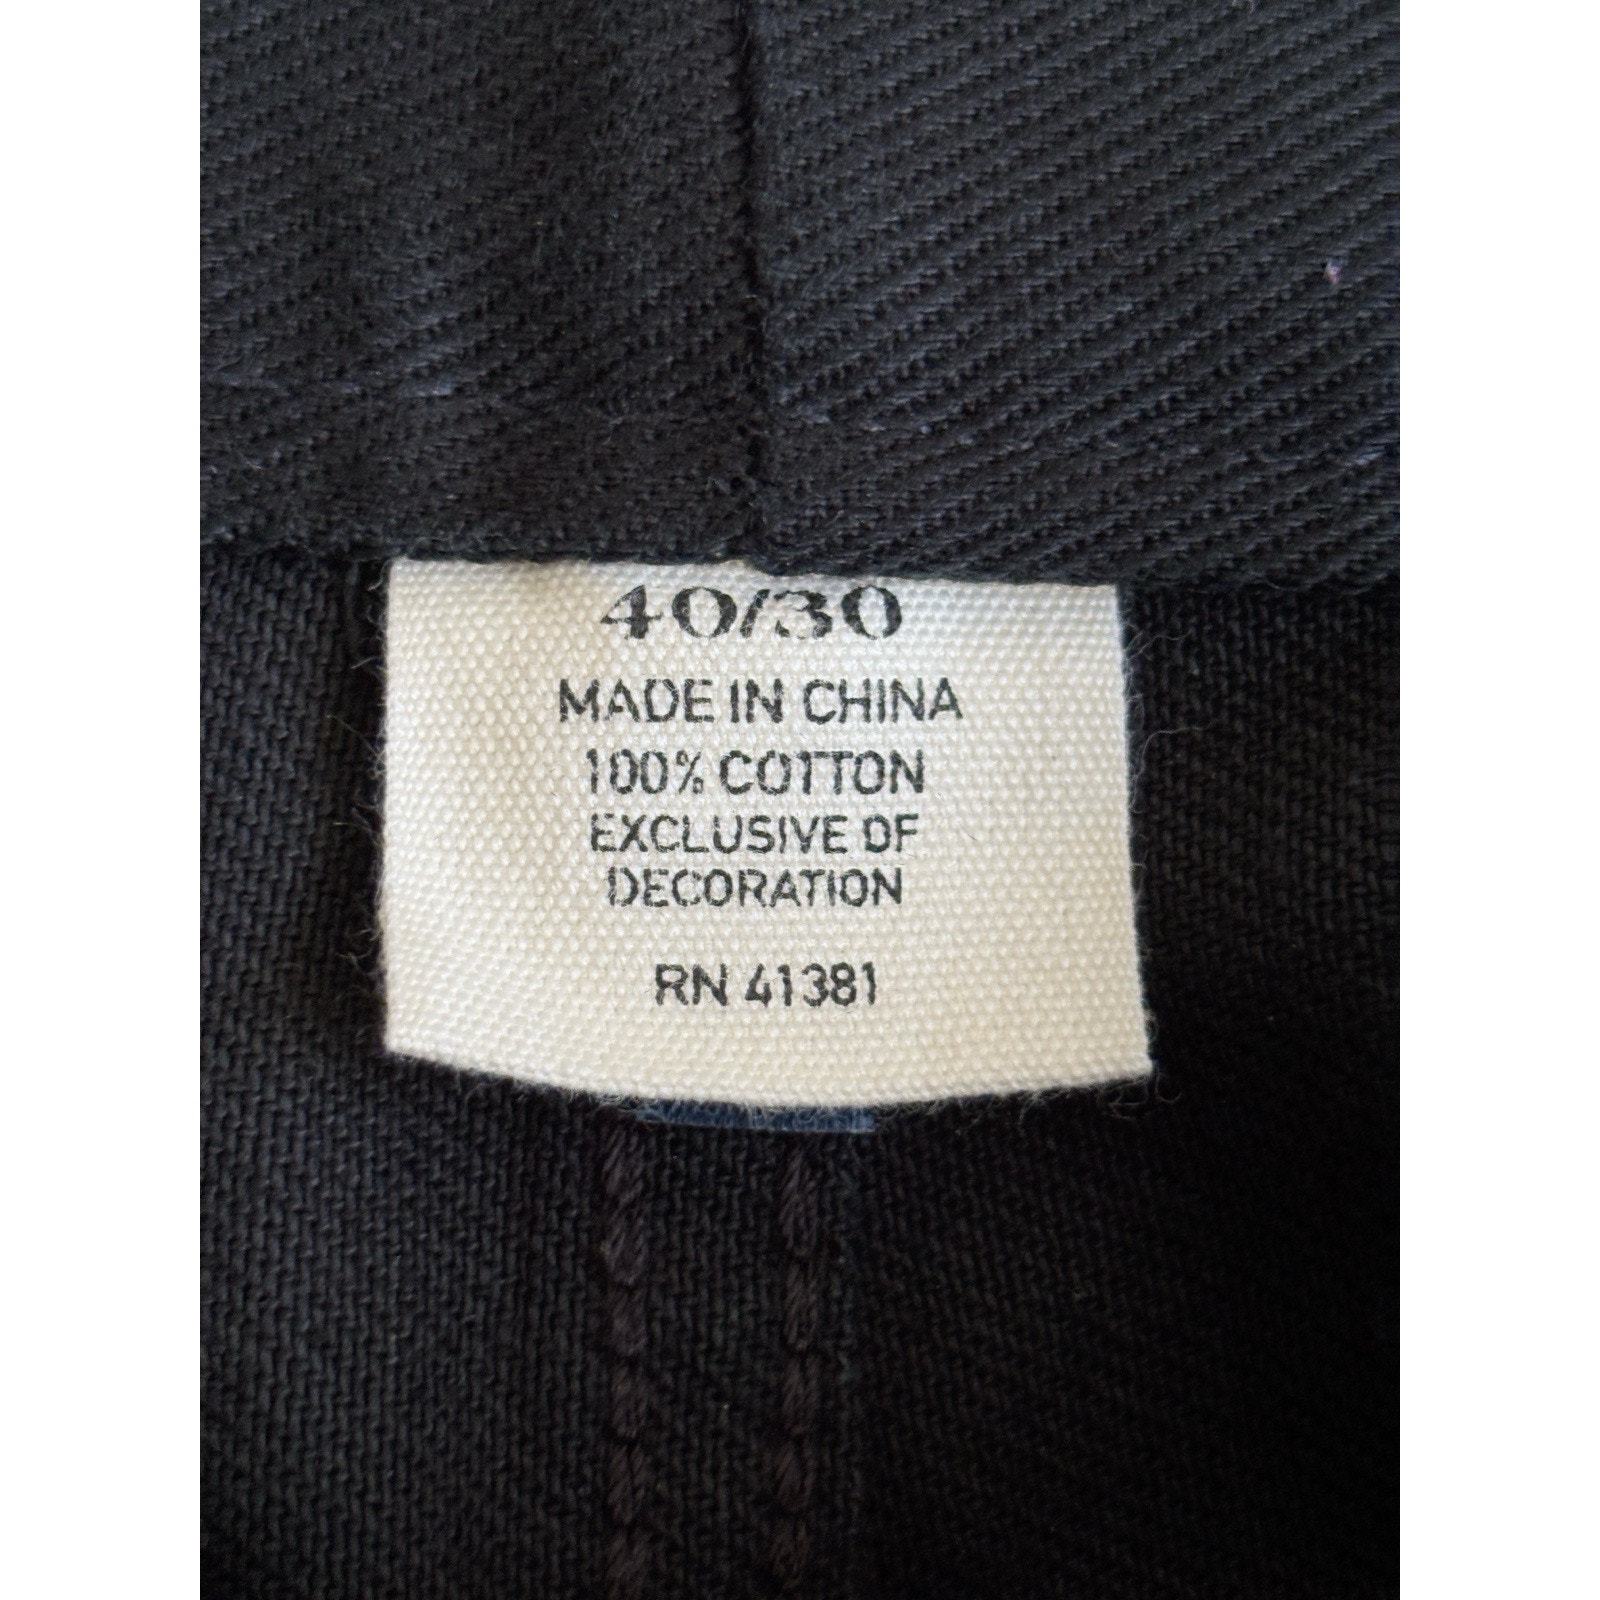 40/30
MADE IN CHINA
100% COTTON
EXCLUSIVE OF
DECORATION
RN 41381